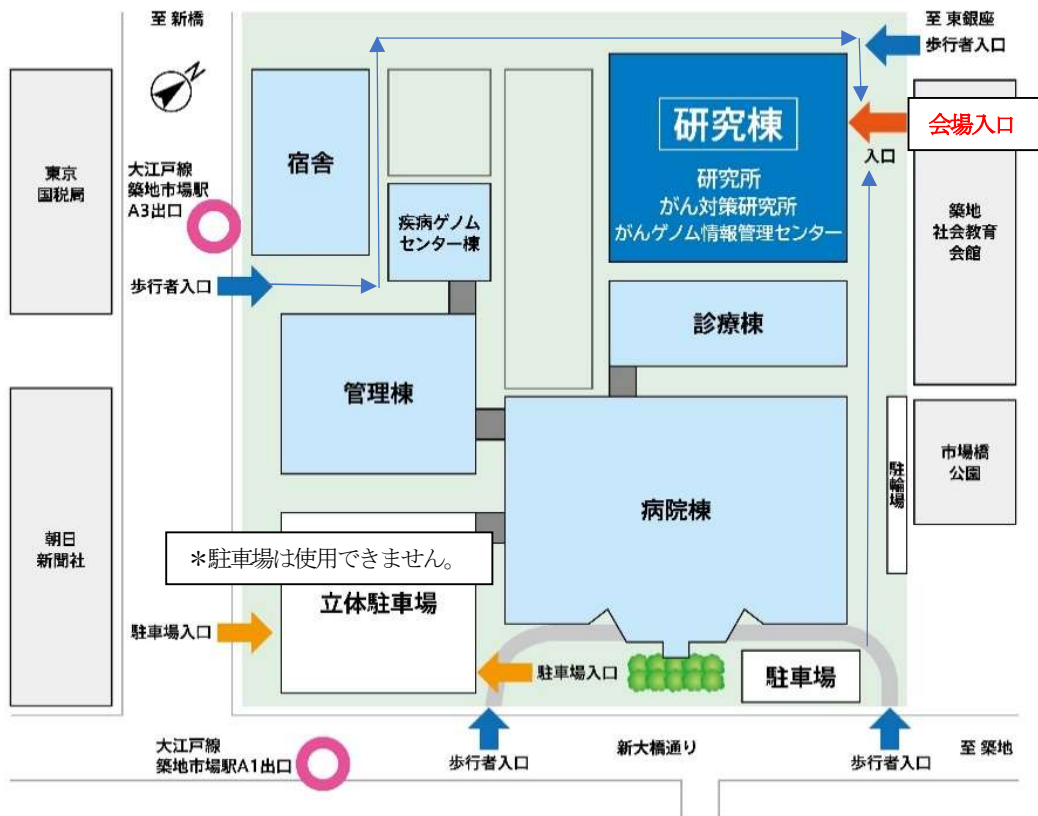 至 新橋
至 東銀座
歩行者入口
会場入口
入口
研究棟
研究所
がん対策研究所
がんゲノム情報管理センター
宿舎
疾病ゲノム
センター棟
東京
国税局
大江戸線
築地市場駅
A3出口
N
歩行者入口
築地
社会教育
会館
診療棟
管理棟
病院棟
駐輪場
市場橋
公園
朝日
新聞社
*駐車場は使用できません。
立体駐車場
駐車場入口
駐車場入口
駐車場
大江戸線
築地市場駅A1出口
歩行者入口
新大橋通り
歩行者入口
至 築地